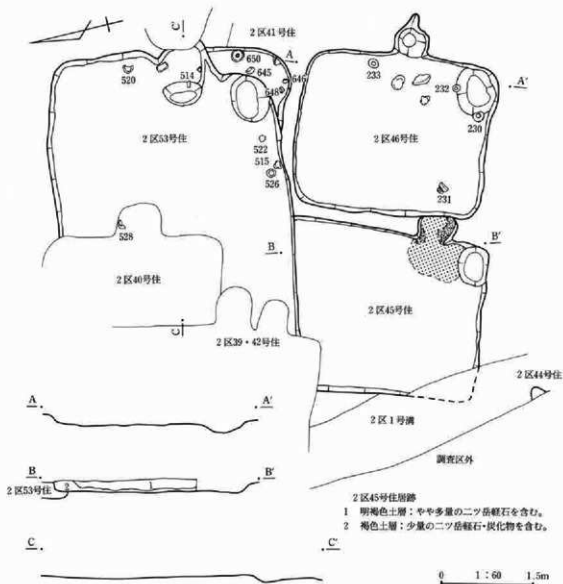 2区41号住
C'
A
650
645
646
648
520
514
233
232
A'
230
2区53号住
522
515
526
2区46号住
231
528
B
B'
2区40号住
C
2区45号住
2区39・42号住
2区44号住
A
A'
2区1号溝
調査区外
B
B'
2
1
2区53号住
2区45号住居跡
1 明褐色土層：やや多量の二ツ岳軽石を含む。
2 褐色土層：少量の二ツ岳軽石・炭化物を含む。
C
C'
0 1：60 1.5m